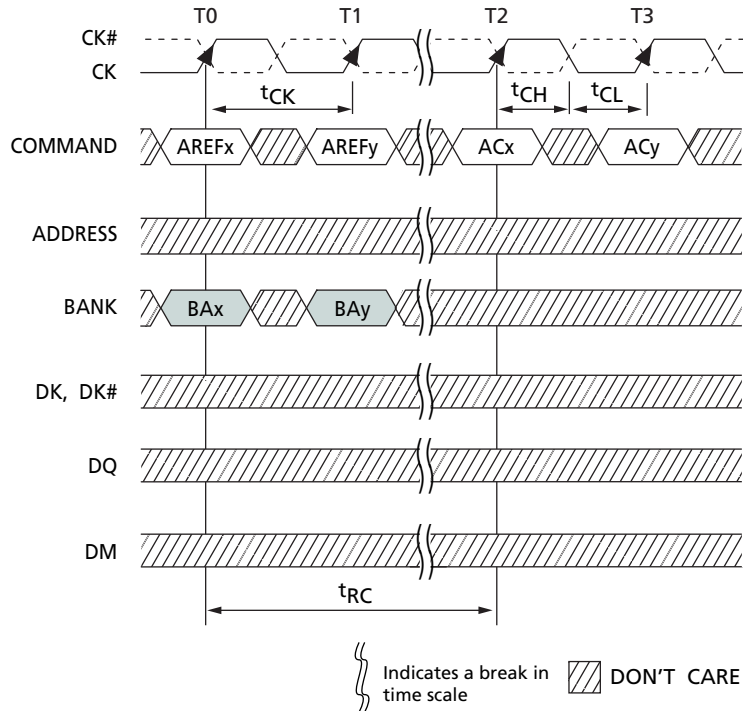 T0 T1 T2 T3
CK#
CK
tCK tCH tCL
COMMAND AREFx AREFy ACx ACy
ADDRESS
BANK BAx BAy
DK, DK#
DQ
DM
tRC
Indicates a break in
time scale
DON'T CARE